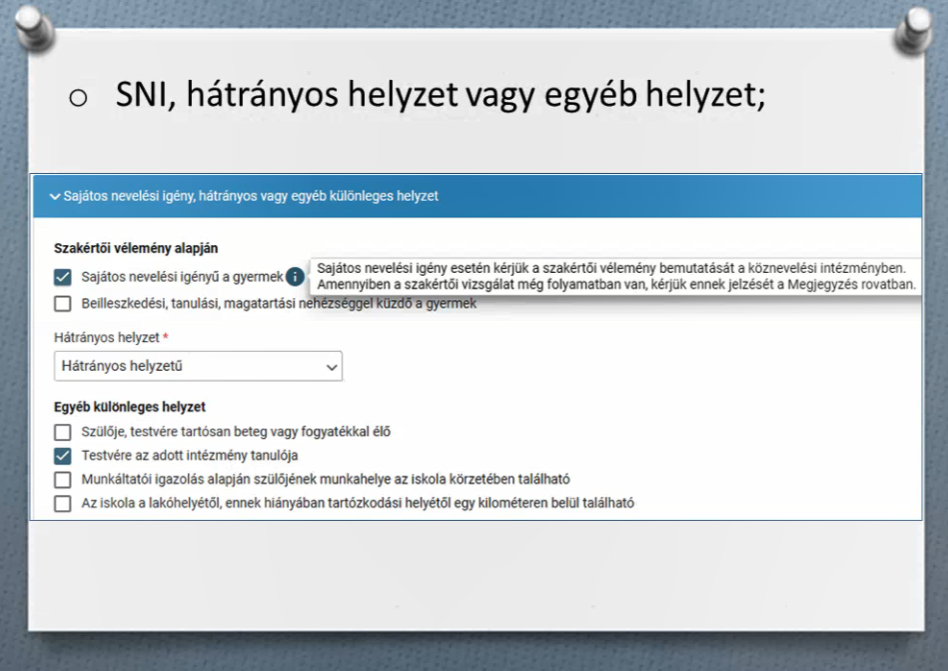 SNI, hátrányos helyzet vagy egyéb helyzet;
Sajátos nevelési igény, hátrányos vagy egyéb különleges helyzet
Szakértői vélemény alapján
Sajátos nevelési igényű a gyermek
Sajátos nevelési igény esetén kérjük a szakértői vélemény bemutatását a köznevelési intézményben.
Amennyiben a szakértői vizsgálat még folyamatban van, kérjük ennek jelzését a Megjegyzés rovatban.
Beilleszkedési, tanulási, magatartási nehézséggel küzdő a gyermek
Hátrányos helyzet *
Hátrányos helyzetű
Egyéb különleges helyzet
Szülője, testvére tartósan beteg vagy fogyatékkal élő
Testvére az adott intézmény tanulója
Munkáltatói igazolás alapján szülőjének munkahelye az iskola körzetében található
Az iskola a lakóhelyétől, ennek hiányában tartózkodási helyétől egy kilométeren belül található